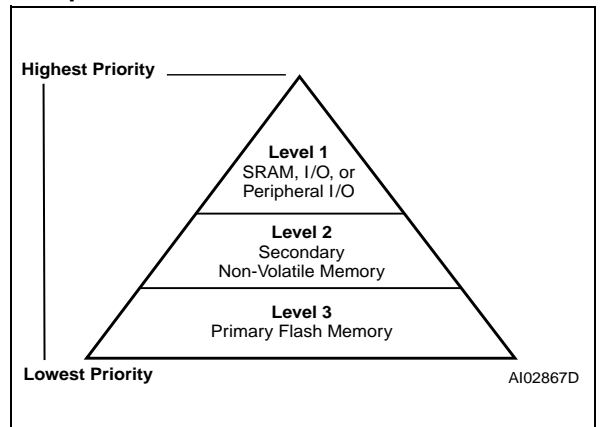 Highest Priority
Level 1
SRAM, I/O, or
Peripheral I/O
Level 2
Secondary
Non-Volatile Memory
Level 3
Primary Flash Memory
Lowest Priority
AI02867D